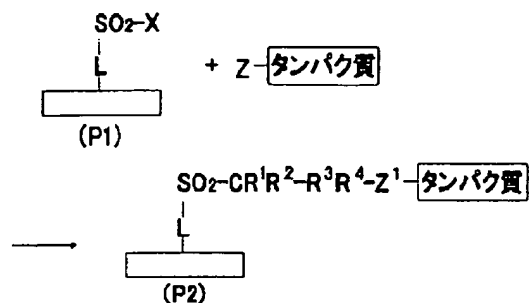 SO₂-X
L
+ Z-タンパク質
(P1)
SO₂-CR¹R²-R³R⁴-Z¹-タンパク質
L
(P2)